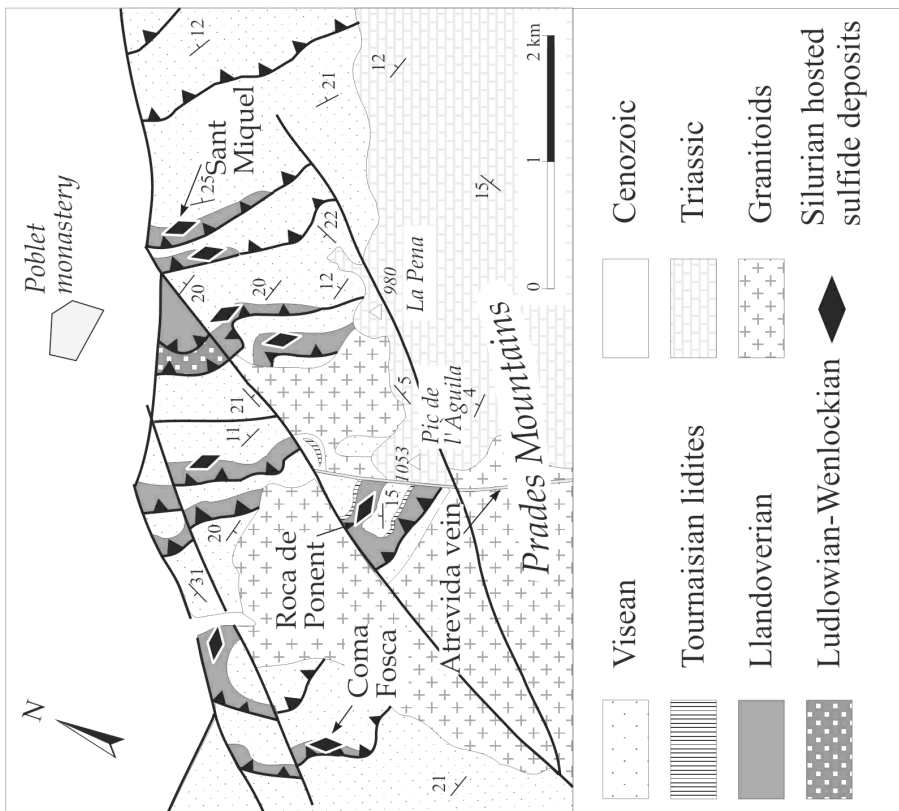 N
Poblet
monastery
12
12
21
25
Sant
Miquel
15
22
20
20
12
980
La Pena
2 km
1
0
21
11
5
Pic de
l'Aguila
4
1053
15
20
31
Roca de
Ponent
Atrevida vein
Prades Mountains
Coma
Fosca
21
Visean
Tournaisian lidites
Llandoverian
Ludlowian-Wenlockian
Cenozoic
Triassic
Granitoids
Silurian hosted
sulfide deposits